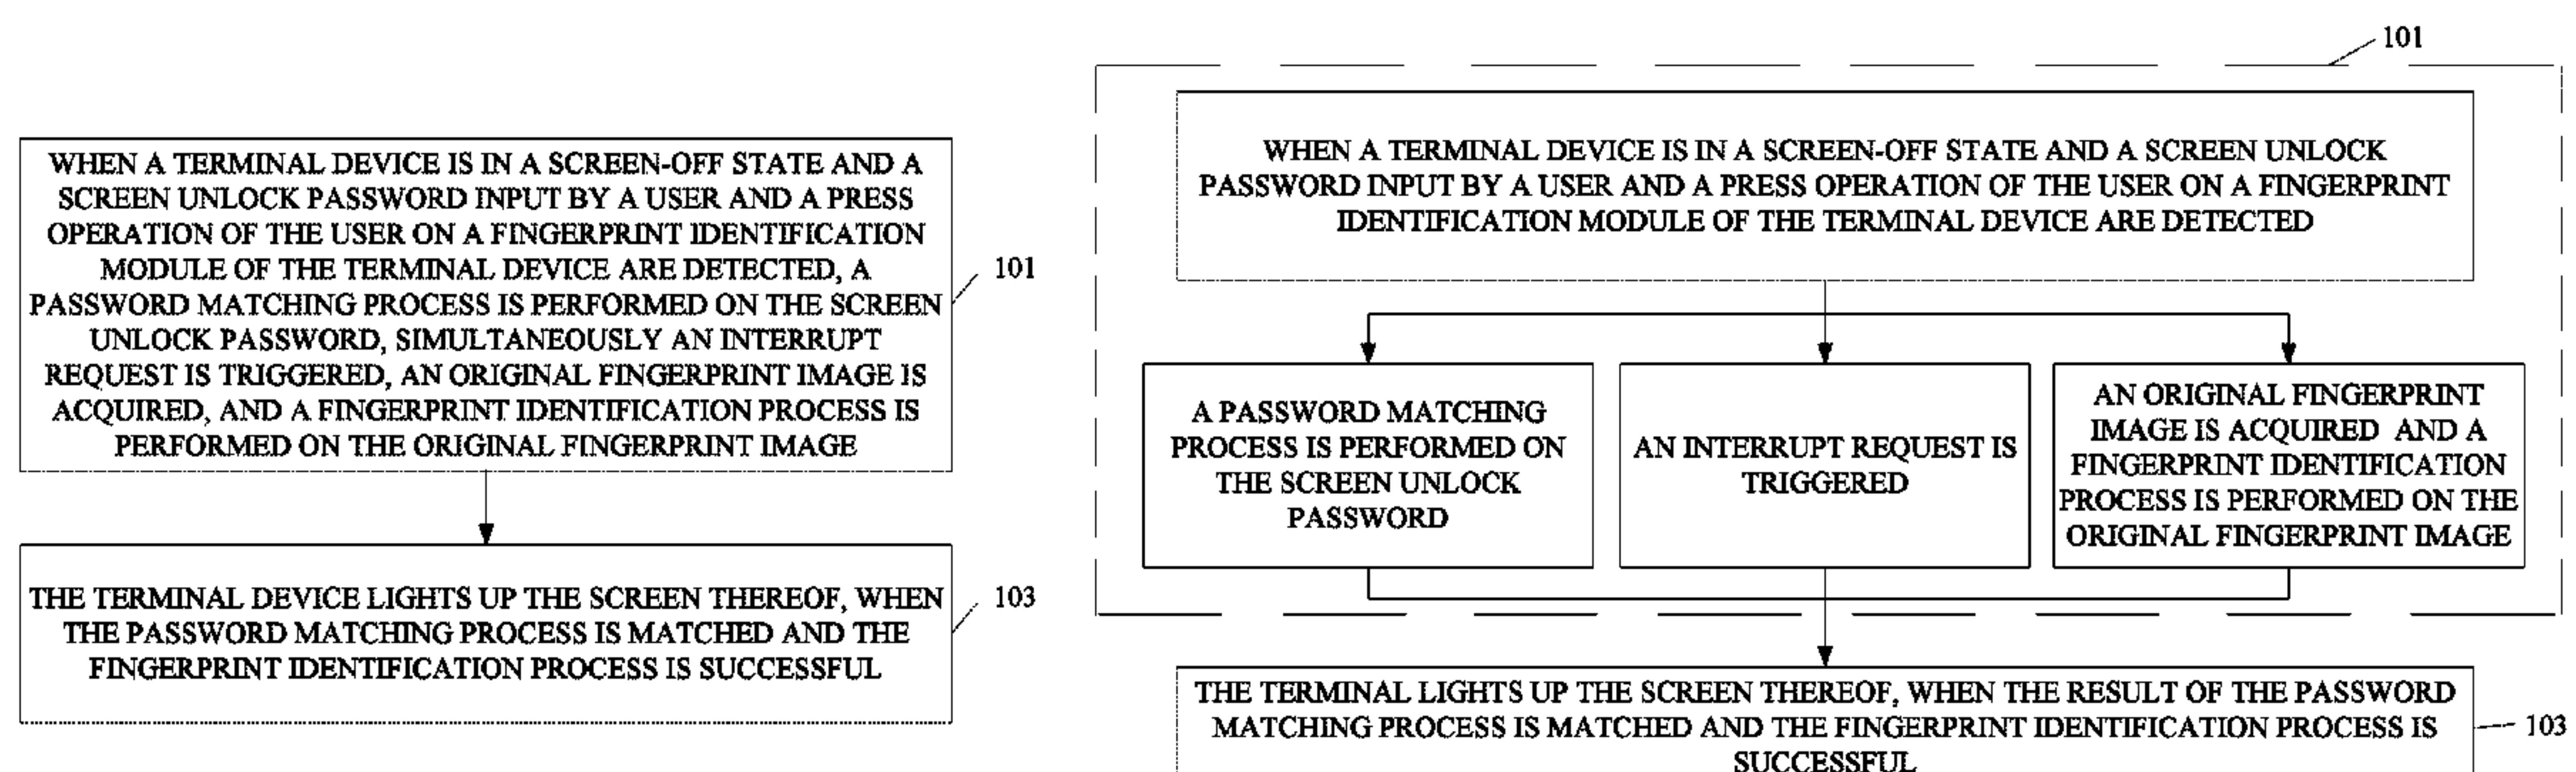 WHEN A TERMINAL DEVICE IS IN A SCREEN-OFF STATE AND A
SCREEN UNLOCK PASSWORD INPUT BY A USER AND A PRESS
OPERATION OF THE USER ON A FINGERPRINT IDENTIFICATION
MODULE OF THE TERMINAL DEVICE ARE DETECTED, A
PASSWORD MATCHING PROCESS IS PERFORMED ON THE SCREEN
UNLOCK PASSWORD, SIMULTANEOUSLY AN INTERRUPT
REQUEST IS TRIGGERED, AN ORIGINAL FINGERPRINT IMAGE IS
ACQUIRED, AND A FINGERPRINT IDENTIFICATION PROCESS IS
PERFORMED ON THE ORIGINAL FINGERPRINT IMAGE
101
THE TERMINAL DEVICE LIGHTS UP THE SCREEN THEREOF, WHEN
THE PASSWORD MATCHING PROCESS IS MATCHED AND THE
FINGERPRINT IDENTIFICATION PROCESS IS SUCCESSFUL
103
101
WHEN A TERMINAL DEVICE IS IN A SCREEN-OFF STATE AND A SCREEN UNLOCK
PASSWORD INPUT BY A USER AND A PRESS OPERATION OF THE USER ON A FINGERPRINT
IDENTIFICATION MODULE OF THE TERMINAL DEVICE ARE DETECTED
A PASSWORD MATCHING
PROCESS IS PERFORMED ON
THE SCREEN UNLOCK
PASSWORD
AN INTERRUPT REQUEST IS
TRIGGERED
AN ORIGINAL FINGERPRINT
IMAGE IS ACQUIRED AND A
FINGERPRINT IDENTIFICATION
PROCESS IS PERFORMED ON THE
ORIGINAL FINGERPRINT IMAGE
THE TERMINAL LIGHTS UP THE SCREEN THEREOF, WHEN THE RESULT OF THE PASSWORD
MATCHING PROCESS IS MATCHED AND THE FINGERPRINT IDENTIFICATION PROCESS IS
SUCCESSFUL
103